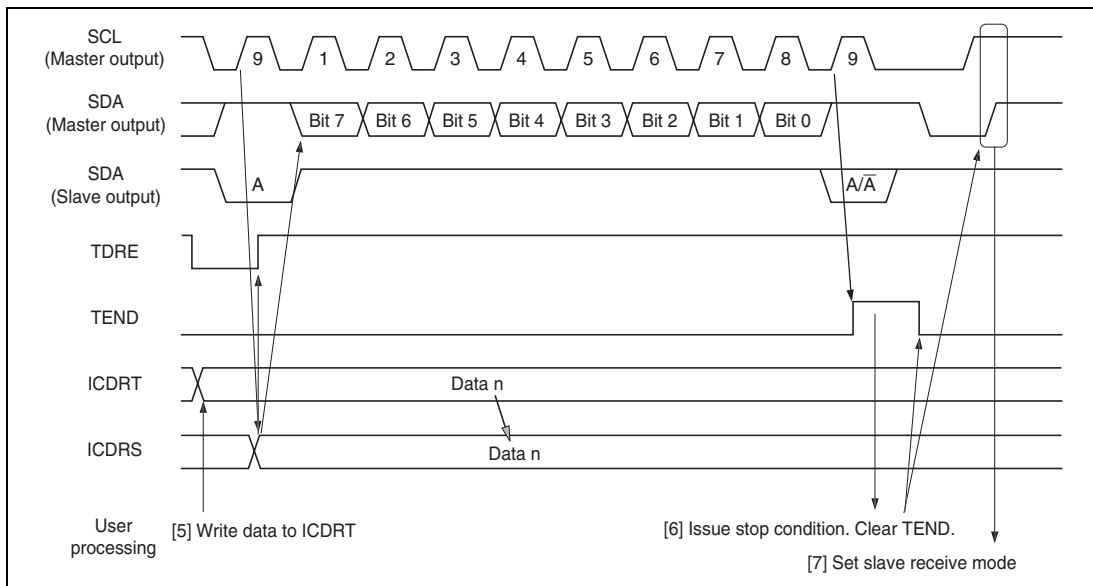 SCL
(Master output)
9 1 2 3 4 5 6 7 8 9
SDA
(Master output)
Bit 7 Bit 6 Bit 5 Bit 4 Bit 3 Bit 2 Bit 1 Bit 0
SDA
(Slave output)
A A/A̅
TDRE
TEND
ICDRT
Data n
ICDRS
Data n
User
processing
[5] Write data to ICDRT
[6] Issue stop condition. Clear TEND.
[7] Set slave receive mode